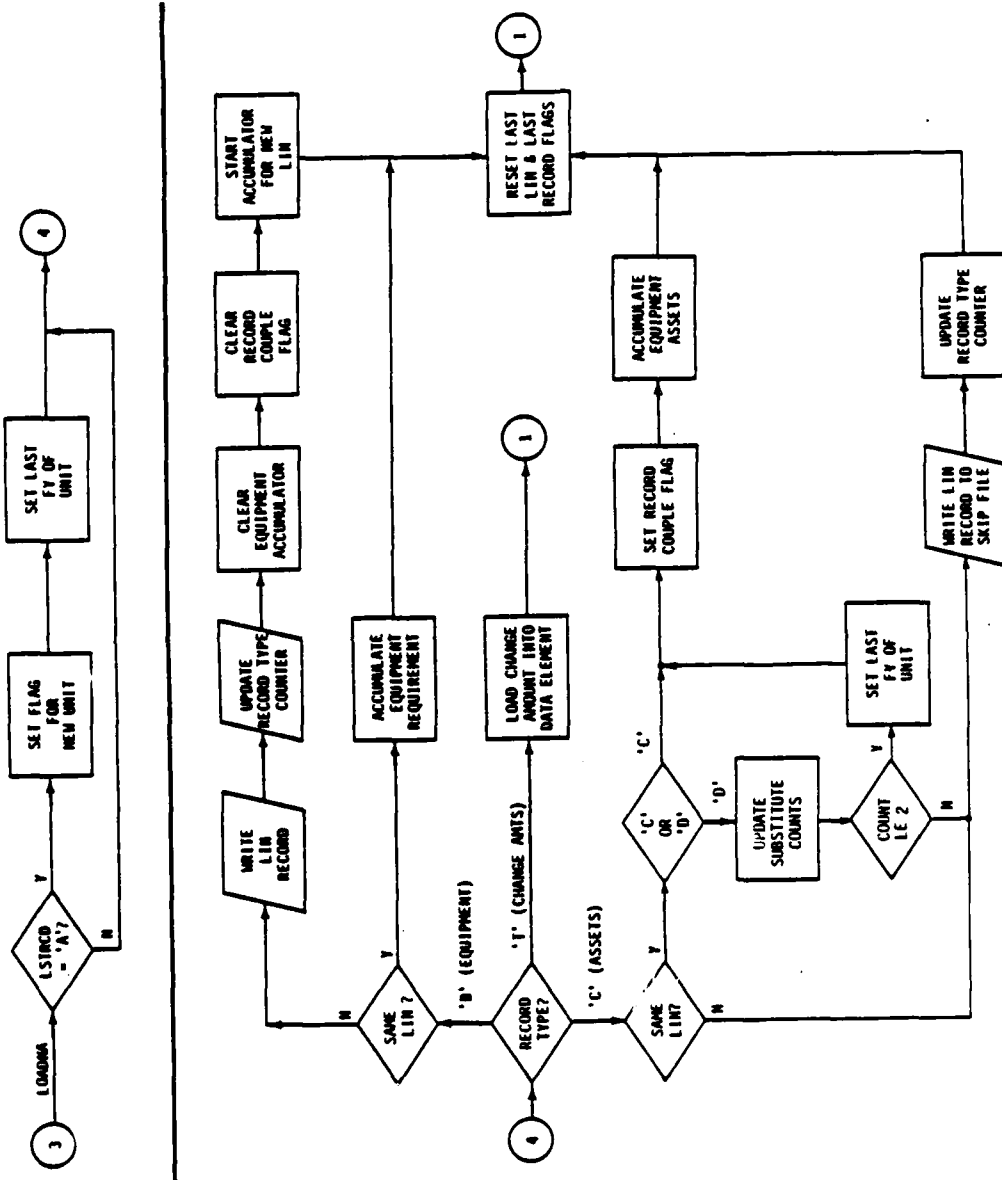 3
LOADNA
LSTRCD
= 'A'?
Y
N
SET FLAG
FOR
NEW UNIT
SET LAST
FY OF
UNIT
4
4
RECORD
TYPE?
'B' (EQUIPMENT)
'T' (CHANGE AMTS)
'C' (ASSETS)
SAME
LIN?
N
Y
WRITE
LIN
RECORD
UPDATE
RECORD TYPE
COUNTER
CLEAR
EQUIPMENT
ACCUMULATOR
CLEAR
RECORD
COUPLE
FLAG
START
ACCUMULATOR
FOR NEW
LIN
ACCUMULATE
EQUIPMENT
REQUIREMENT
LOAD CHANGE
AMOUNT INTO
DATA ELEMENT
1
RESET LAST
LIN & LAST
RECORD FLAGS
1
SAME
LIN?
Y
N
'C'
OR
'D'
'C'
'D'
UPDATE
SUBSTITUTE
COUNTS
COUNT
LE 2
Y
N
SET LAST
FY OF
UNIT
SET RECORD
COUPLE FLAG
ACCUMULATE
EQUIPMENT
ASSETS
WRITE LIN
RECORD TO
SKIP FILE
UPDATE
RECORD TYPE
COUNTER